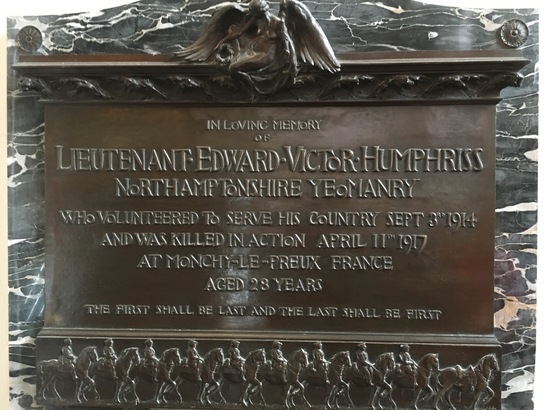 IN LOVING MEMORY
OF
LIEUTENANT·EDWARD·VICTOR·HUMPHRISS
NORTHAMPTONSHIRE YEOMANRY
WHO VOLUNTEERED TO SERVE HIS COUNTRY SEPT 3RD 1914
AND WAS KILLED IN ACTION APRIL 11TH 1917
AT MONCHY-LE-PREUX FRANCE
AGED 28 YEARS
THE FIRST SHALL BE LAST AND THE LAST SHALL BE FIRST